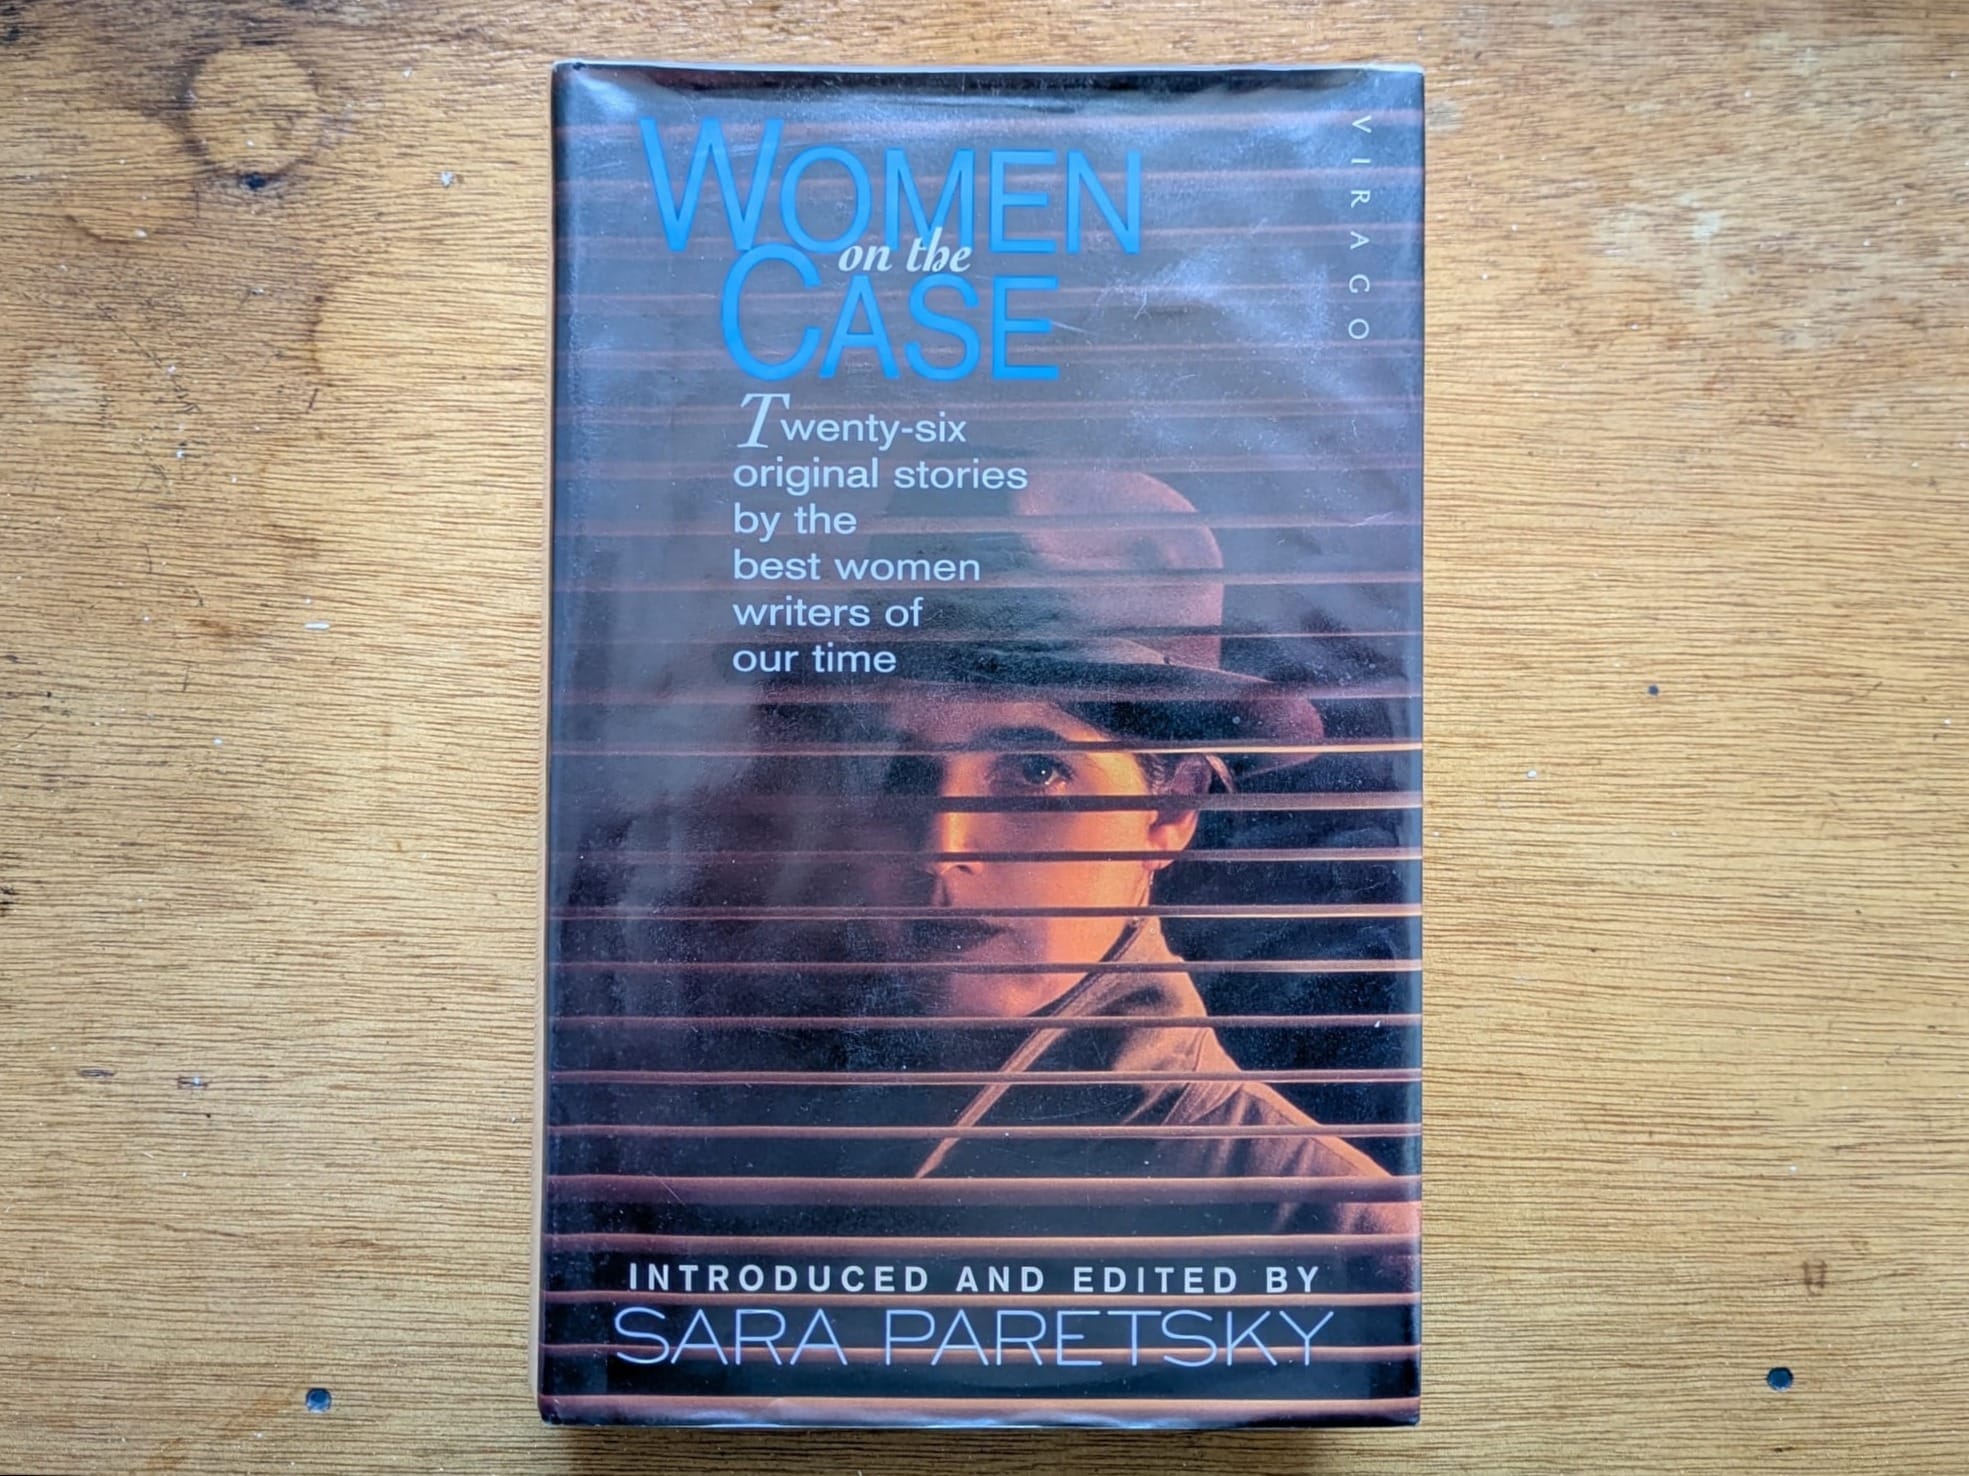 WOMEN
on the
CASE
Twenty-six
original stories
by the
best women
writers of
our time
VIRAGO
INTRODUCED AND EDITED BY
SARA PARETSKY